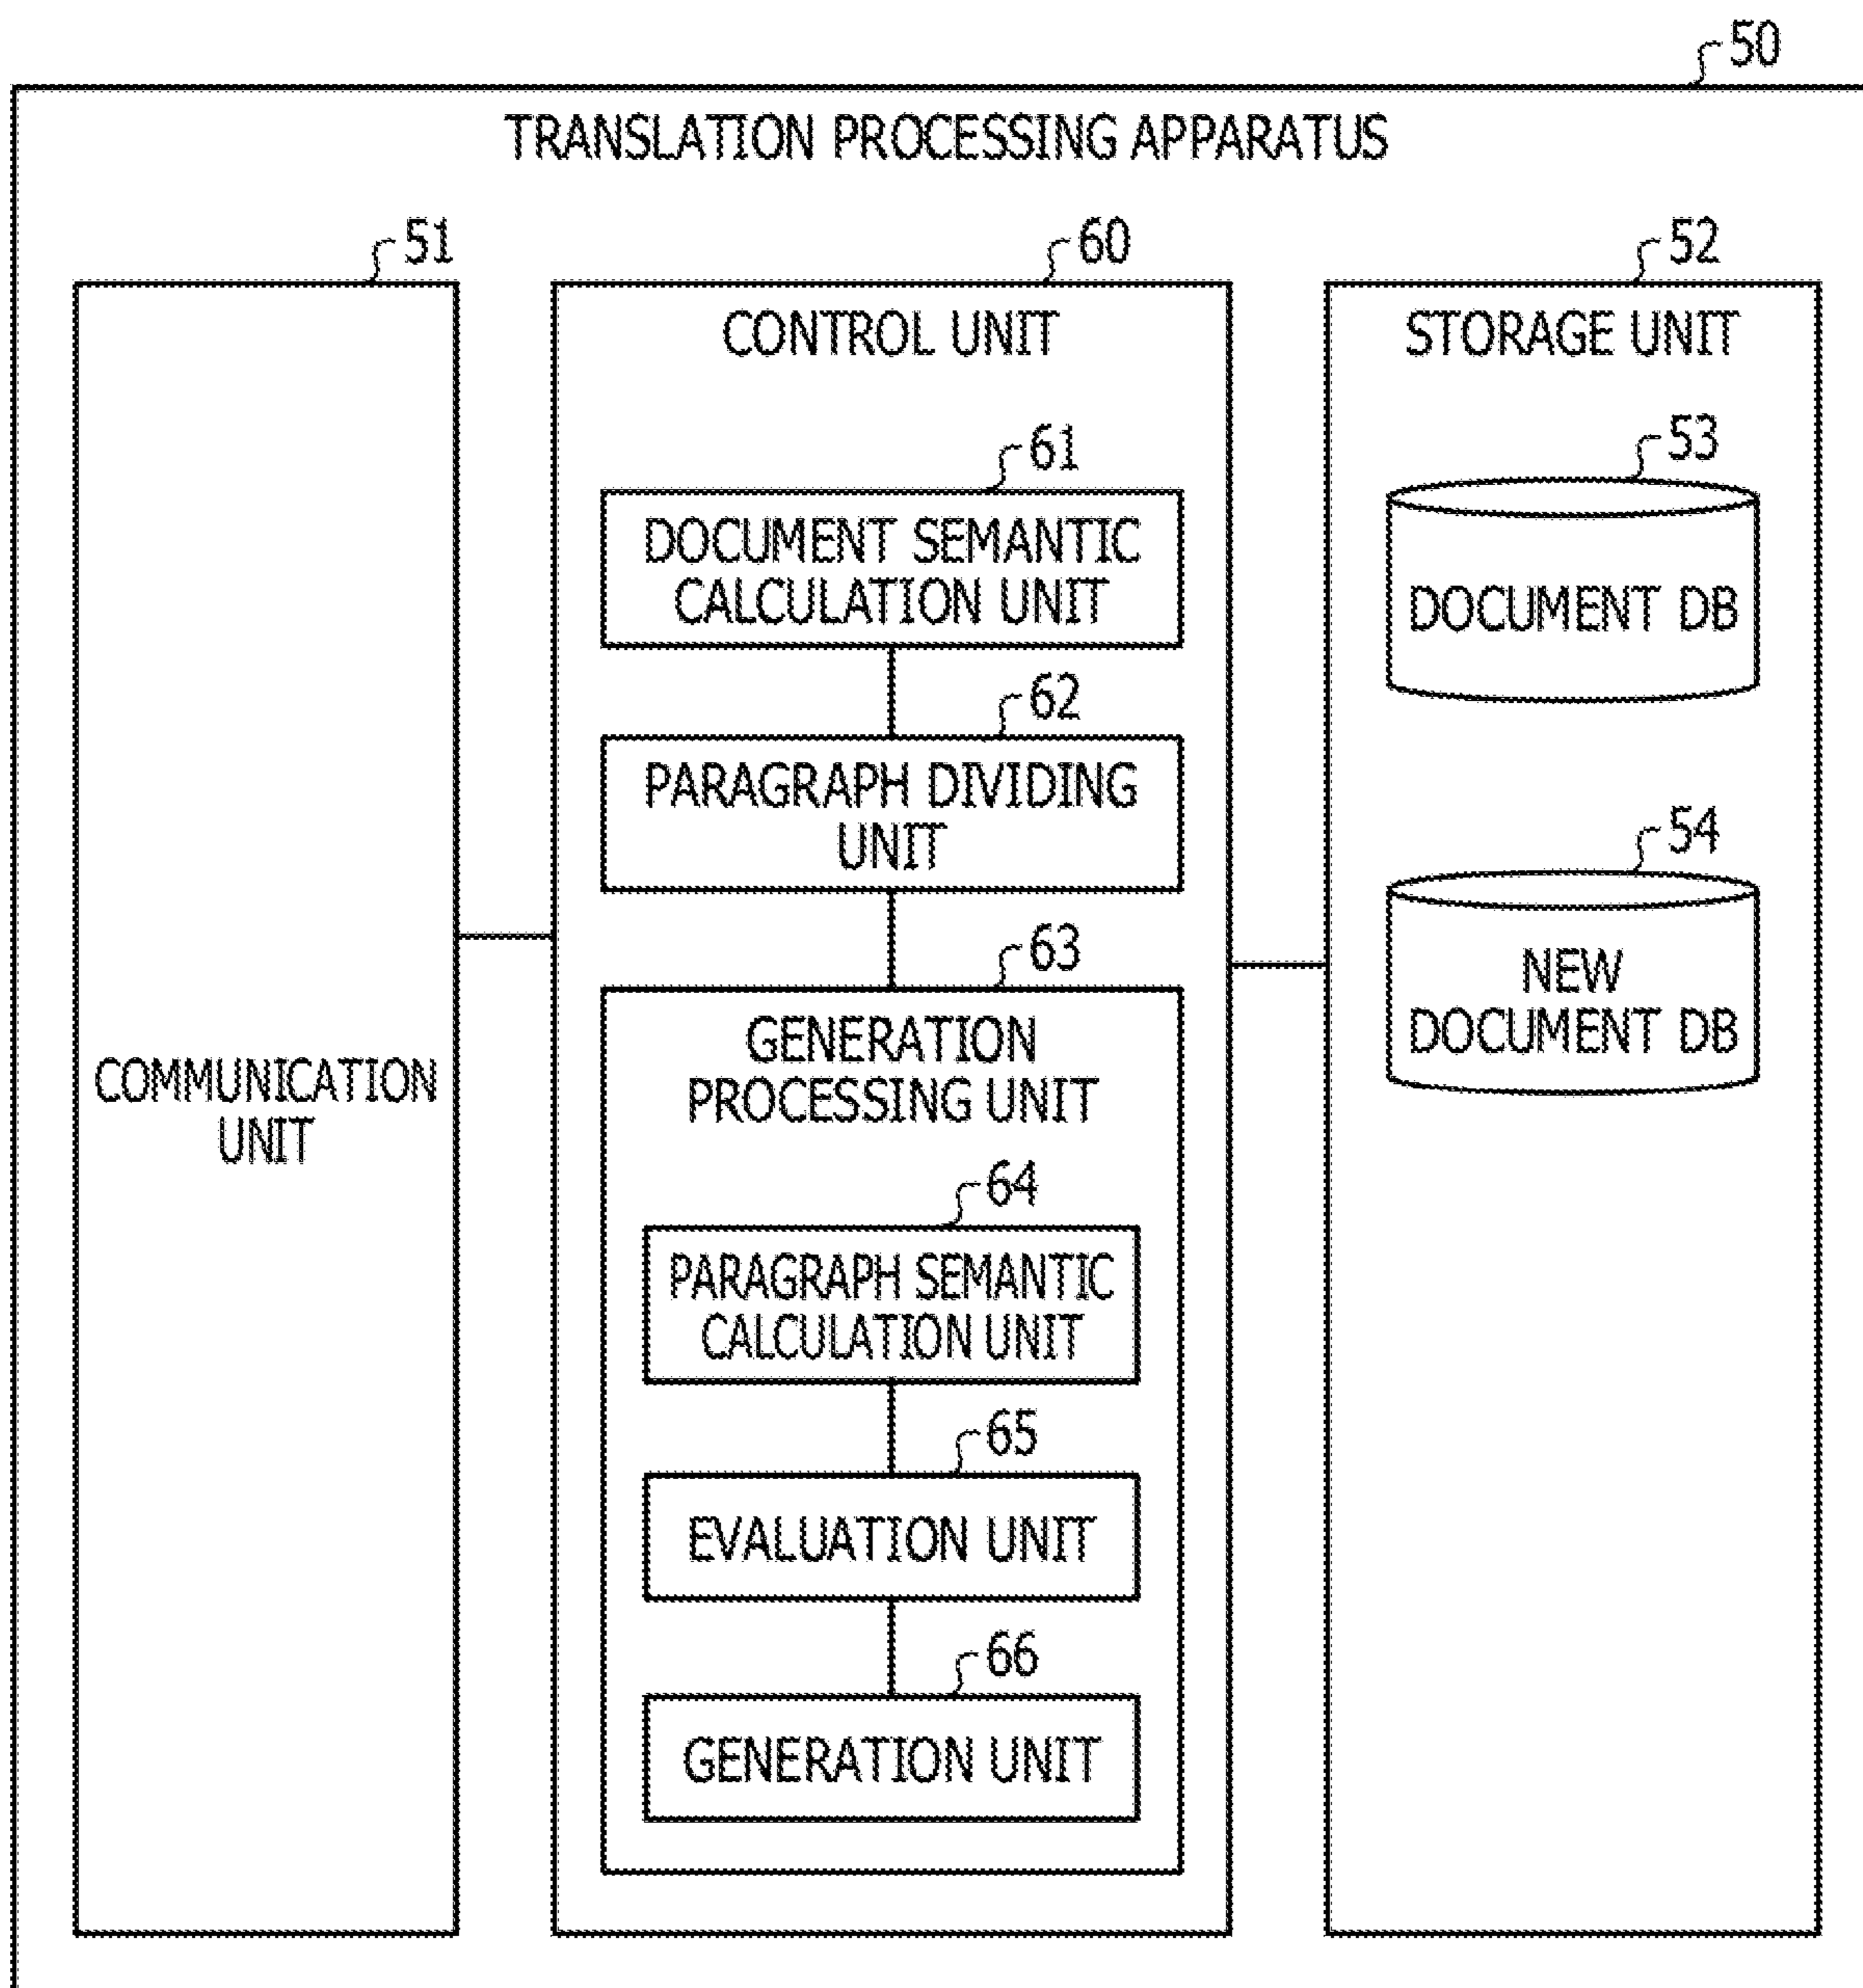 50
TRANSLATION PROCESSING APPARATUS
51
COMMUNICATION
UNIT
60
CONTROL UNIT
61
DOCUMENT SEMANTIC
CALCULATION UNIT
62
PARAGRAPH DIVIDING
UNIT
63
GENERATION
PROCESSING UNIT
64
PARAGRAPH SEMANTIC
CALCULATION UNIT
65
EVALUATION UNIT
66
GENERATION UNIT
52
STORAGE UNIT
53
DOCUMENT DB
54
NEW
DOCUMENT DB